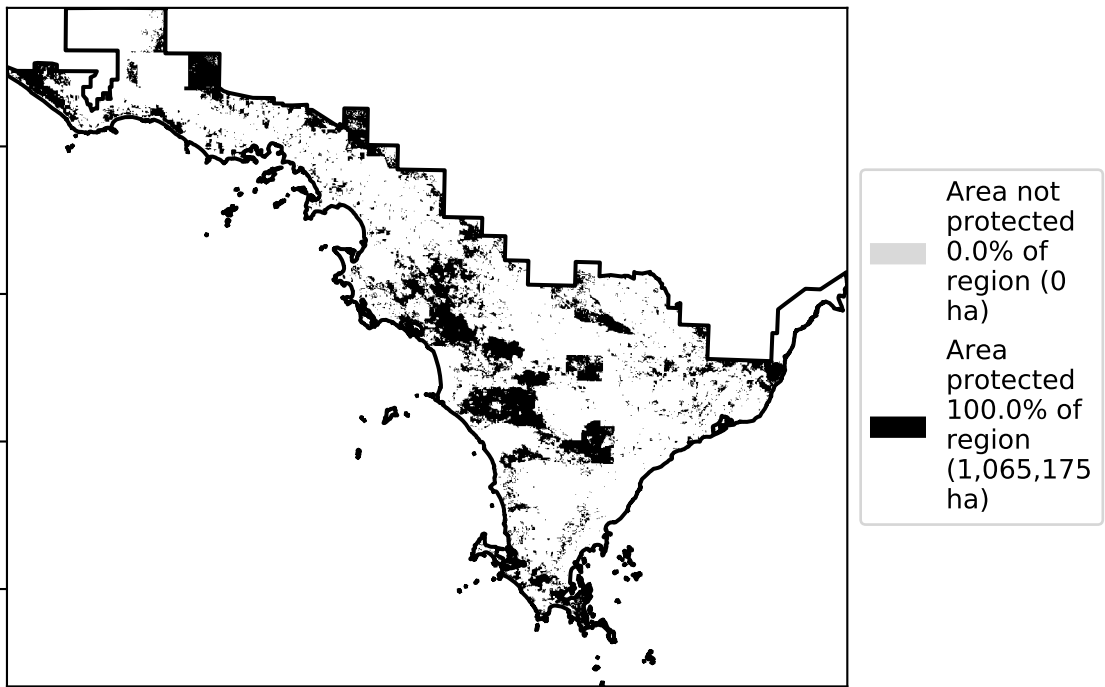 Area not
protected
0.0% of
region (0
ha)
Area
protected
100.0% of
region
(1,065,175
ha)